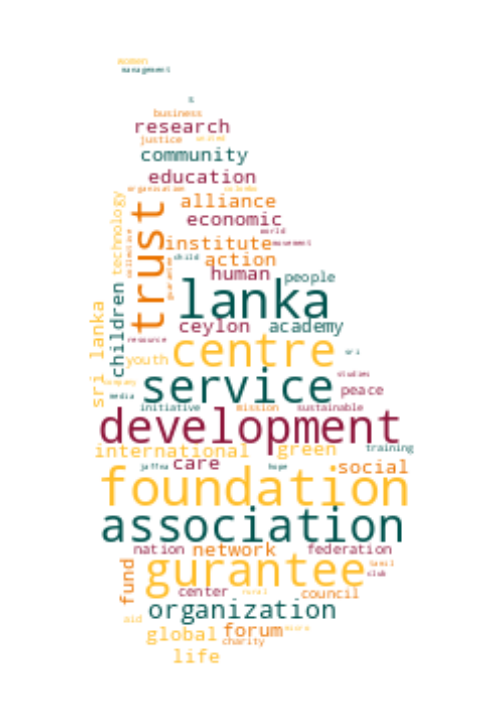 women
management
s
business
research
justice
community
education
organisation
technology
alliance
trust
economic
world
institute
movement
child
action
human
people
children
lanka
sri lanka
ceylon
academy
resource
centre
sri
youth
studies
company
service
peace
media
initiative
mission
sustainable
development
international
green
training
jaffna
care
hope
social
foundation
association
nation
network
federation
fund
gurantee
tamil
club
center
rural
council
organization
aid
global
forum
charity
life